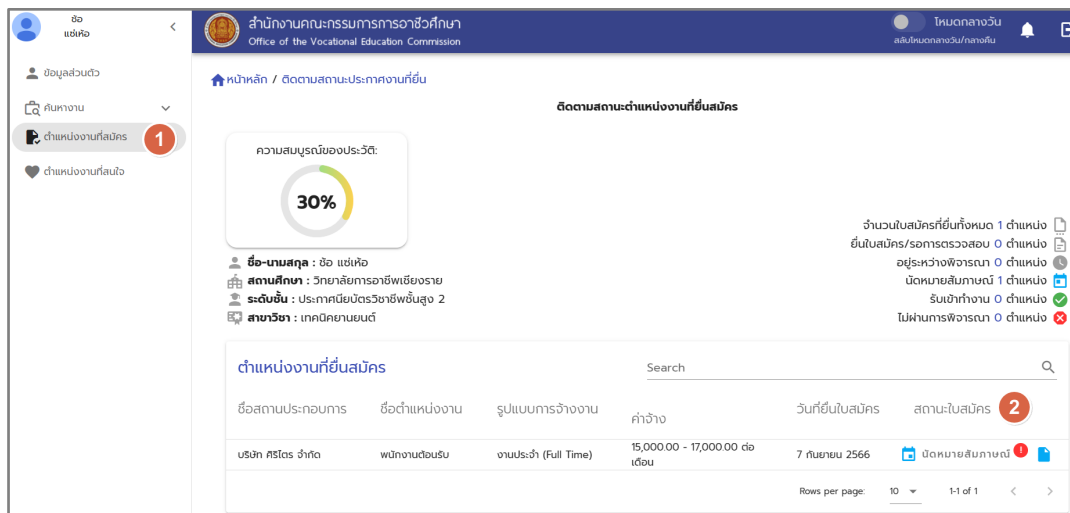 ช้อ
แซ่เห้อ
สำนักงานคณะกรรมการการอาชีวศึกษา
Office of the Vocational Education Commission
โหมดกลางวัน
สลับโหมดกลางวัน/กลางคืน
ข้อมูลส่วนตัว
ค้นหางาน
ตำแหน่งงานที่สมัคร
1
ตำแหน่งงานที่สนใจ
หน้าหลัก / ติดตามสถานะประกาศงานที่ยื่น
ติดตามสถานะตำแหน่งงานที่ยื่นสมัคร
ความสมบูรณ์ของประวัติ:
30%
ชื่อ-นามสกุล : ช้อ แซ่เห้อ
สถานศึกษา : วิทยาลัยการอาชีพเชียงราย
ระดับชั้น : ประกาศนียบัตรวิชาชีพชั้นสูง 2
สาขาวิชา : เทคนิคยานยนต์
จำนวนใบสมัครที่ยื่นทั้งหมด 1 ตำแหน่ง
ยื่นใบสมัคร/รอการตรวจสอบ 0 ตำแหน่ง
อยู่ระหว่างพิจารณา 0 ตำแหน่ง
นัดหมายสัมภาษณ์ 1 ตำแหน่ง
รับเข้าทำงาน 0 ตำแหน่ง
ไม่ผ่านการพิจารณา 0 ตำแหน่ง
ตำแหน่งงานที่ยื่นสมัคร
Search
ชื่อสถานประกอบการ ชื่อตำแหน่งงาน รูปแบบการจ้างงาน ค่าจ้าง วันที่ยื่นใบสมัคร สถานะใบสมัคร 2
บริษัท ศิริไตร จำกัด พนักงานต้อนรับ งานประจำ (Full Time) 15,000.00 - 17,000.00 ต่อ
เดือน 7 กันยายน 2566 นัดหมายสัมภาษณ์ !
Rows per page: 10 1-1 of 1